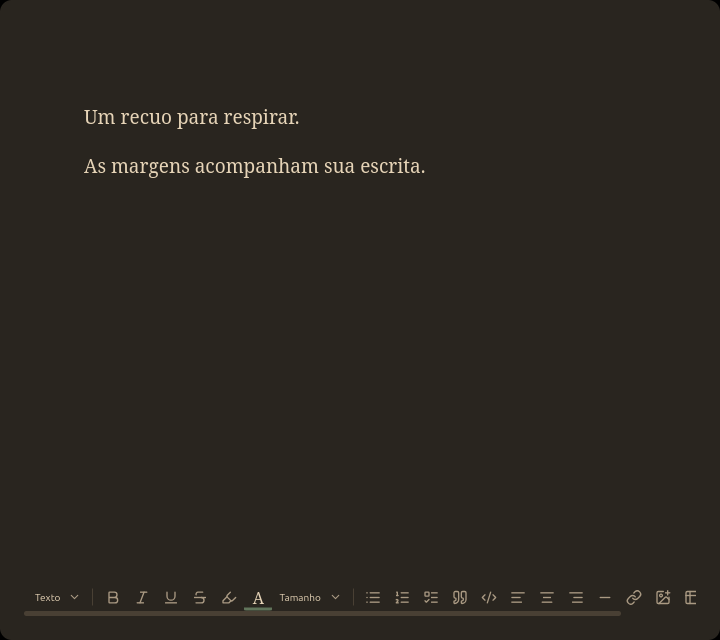 Um recuo para respirar.
As margens acompanham sua escrita.
Texto
A
Tamanho